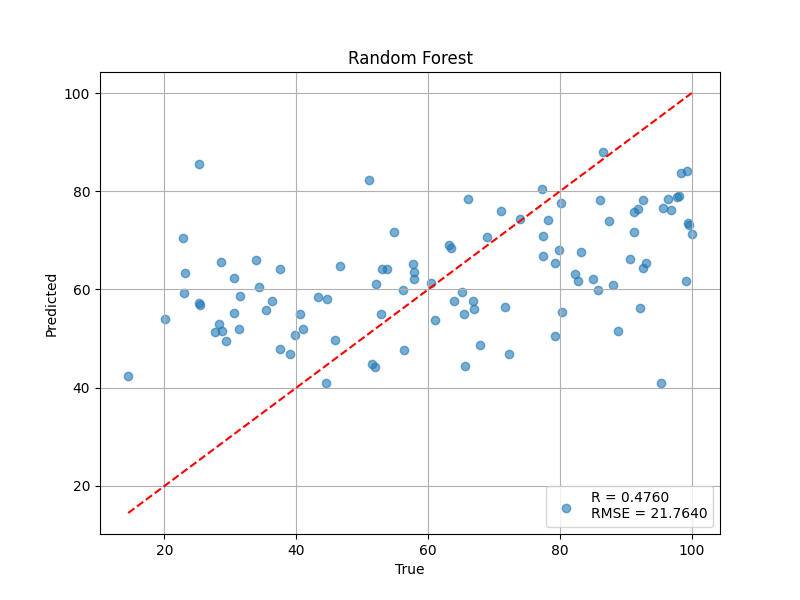 Random Forest
Predicted
100
80
60
40
20
R = 0.4760
RMSE = 21.7640
20 40 60 80 100
True